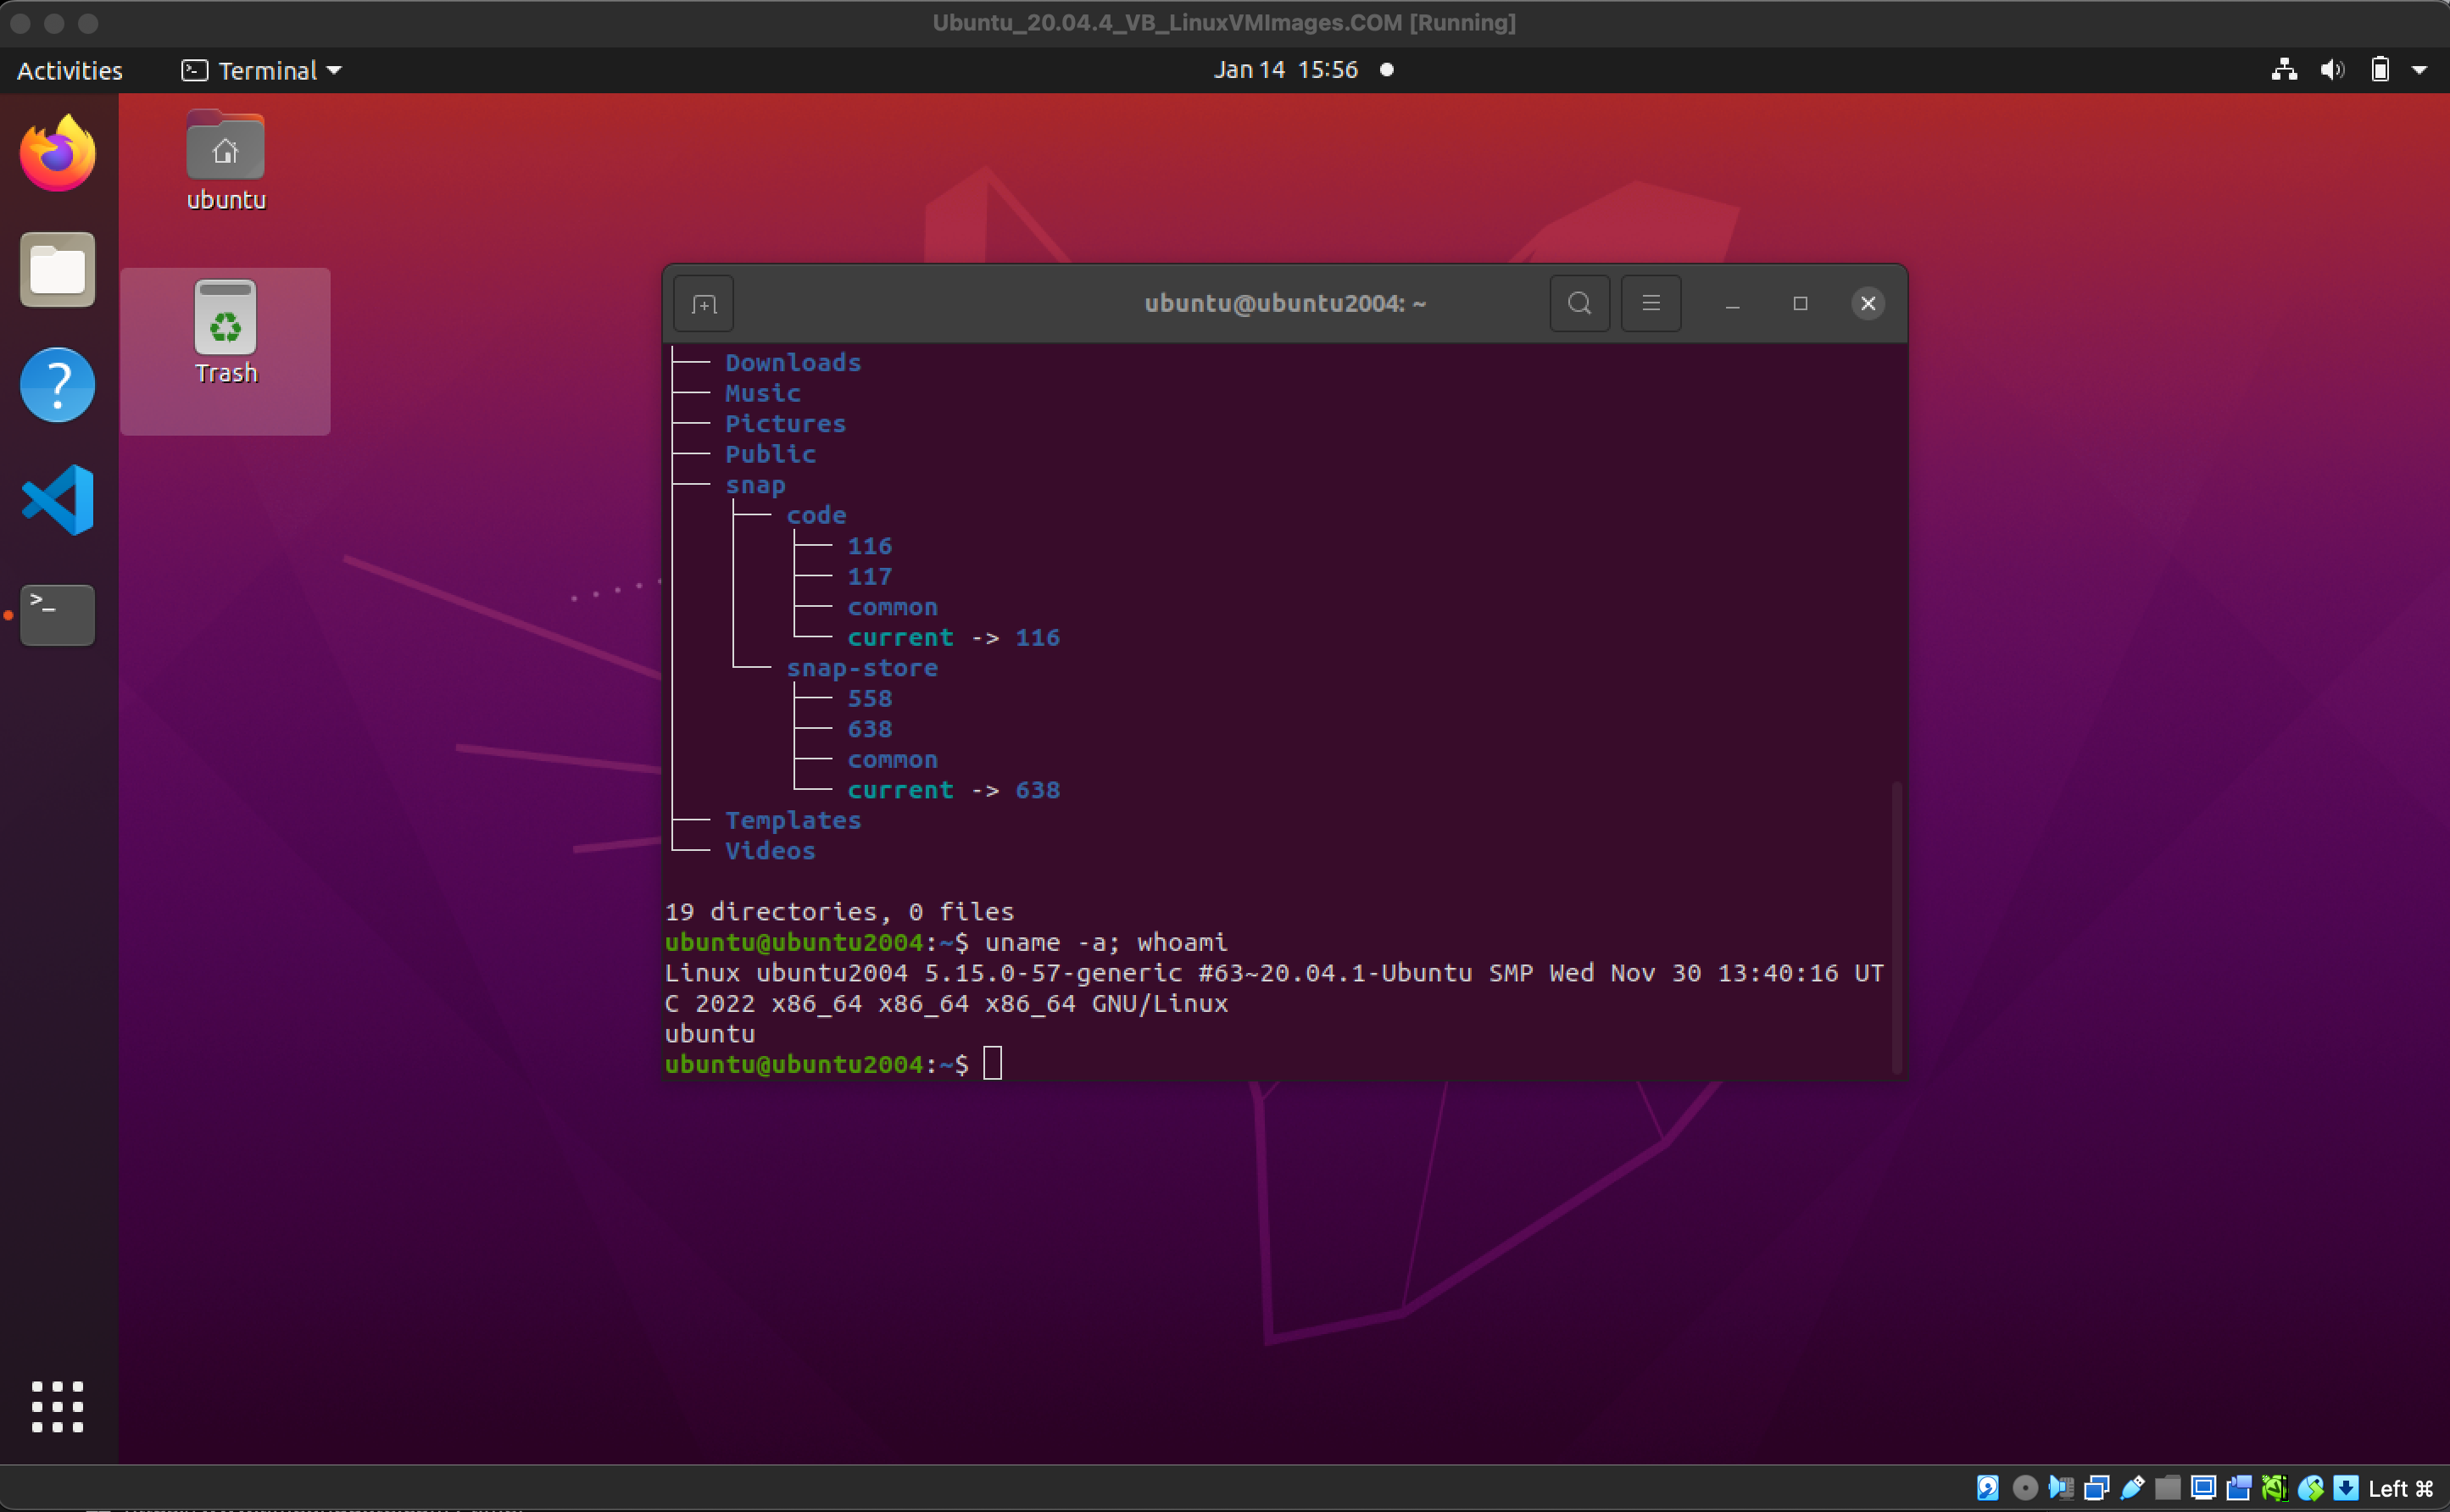 Ubuntu_20.04.4_VB_LinuxVMImages.COM [Running]
Activities
Terminal
Jan 14 15:56
ubuntu
Trash
ubuntu@ubuntu2004: ~
Downloads
Music
Pictures
Public
snap
code
116
117
common
current -> 116
snap-store
558
638
common
current -> 638
Templates
Videos
19 directories, 0 files
ubuntu@ubuntu2004:~$ uname -a; whoami
Linux ubuntu2004 5.15.0-57-generic #63~20.04.1-Ubuntu SMP Wed Nov 30 13:40:16 UT
C 2022 x86_64 x86_64 x86_64 GNU/Linux
ubuntu
ubuntu@ubuntu2004:~$
Left ⌘